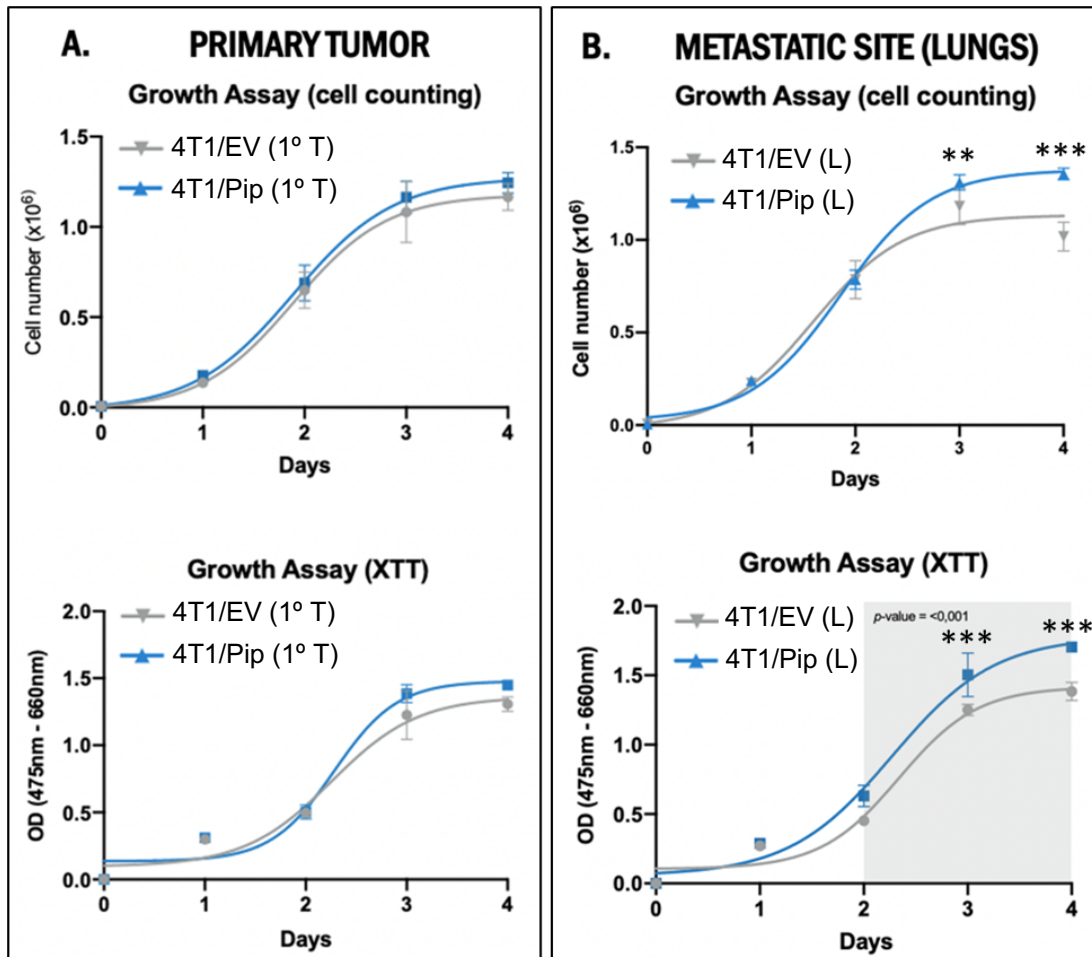 A. PRIMARY TUMOR
Growth Assay (cell counting)
4T1/EV (1º T)
4T1/Pip (1º T)
Cell number (x10⁶)
1.5
1.0
0.5
0.0
0 1 2 3 4
Days
Growth Assay (XTT)
4T1/EV (1º T)
4T1/Pip (1º T)
OD (475nm - 660nm)
2.0
1.5
1.0
0.5
0.0
0 1 2 3 4
Days
B. METASTATIC SITE (LUNGS)
Growth Assay (cell counting)
4T1/EV (L)
4T1/Pip (L)
** ***
Cell number (x10⁶)
1.5
1.0
0.5
0.0
0 1 2 3 4
Days
Growth Assay (XTT)
4T1/EV (L)
4T1/Pip (L)
p-value = <0,001
*** ***
OD (475nm - 660nm)
2.0
1.5
1.0
0.5
0.0
0 1 2 3 4
Days